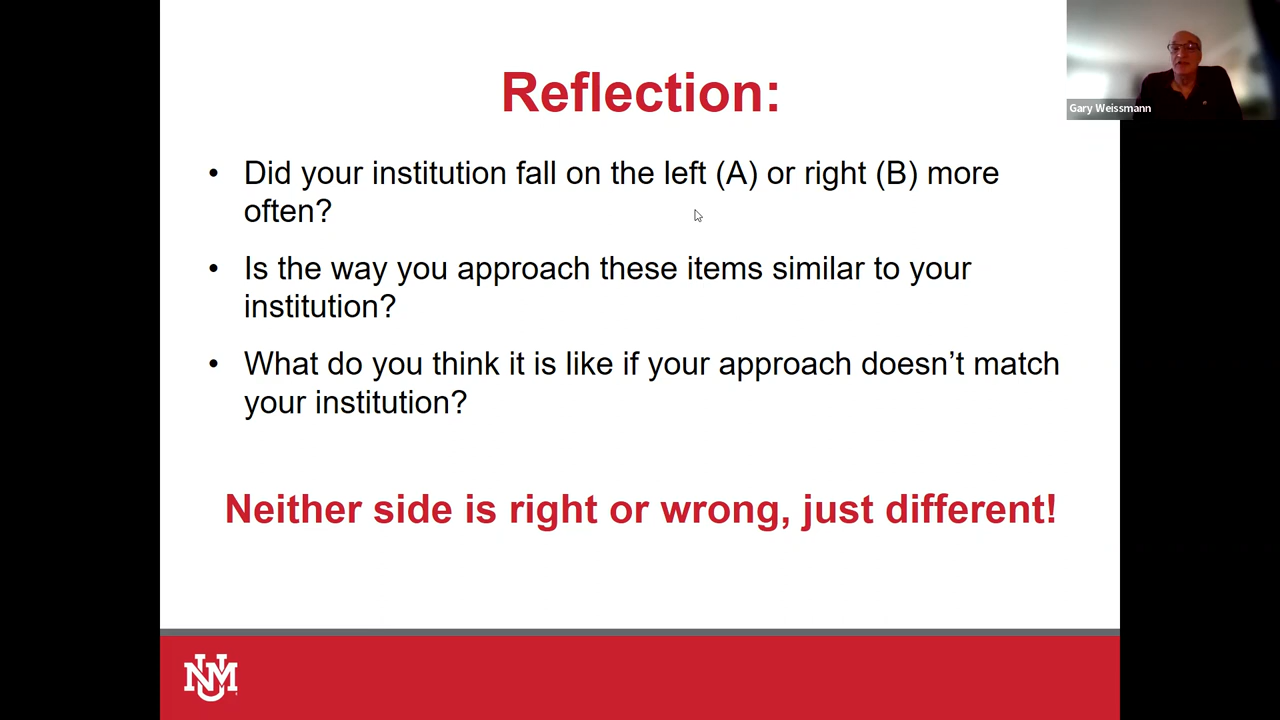 Reflection:
Gary Weissmann
• Did your institution fall on the left (A) or right (B) more
often?
• Is the way you approach these items similar to your
institution?
• What do you think it is like if your approach doesn’t match
your institution?
Neither side is right or wrong, just different!
UNM